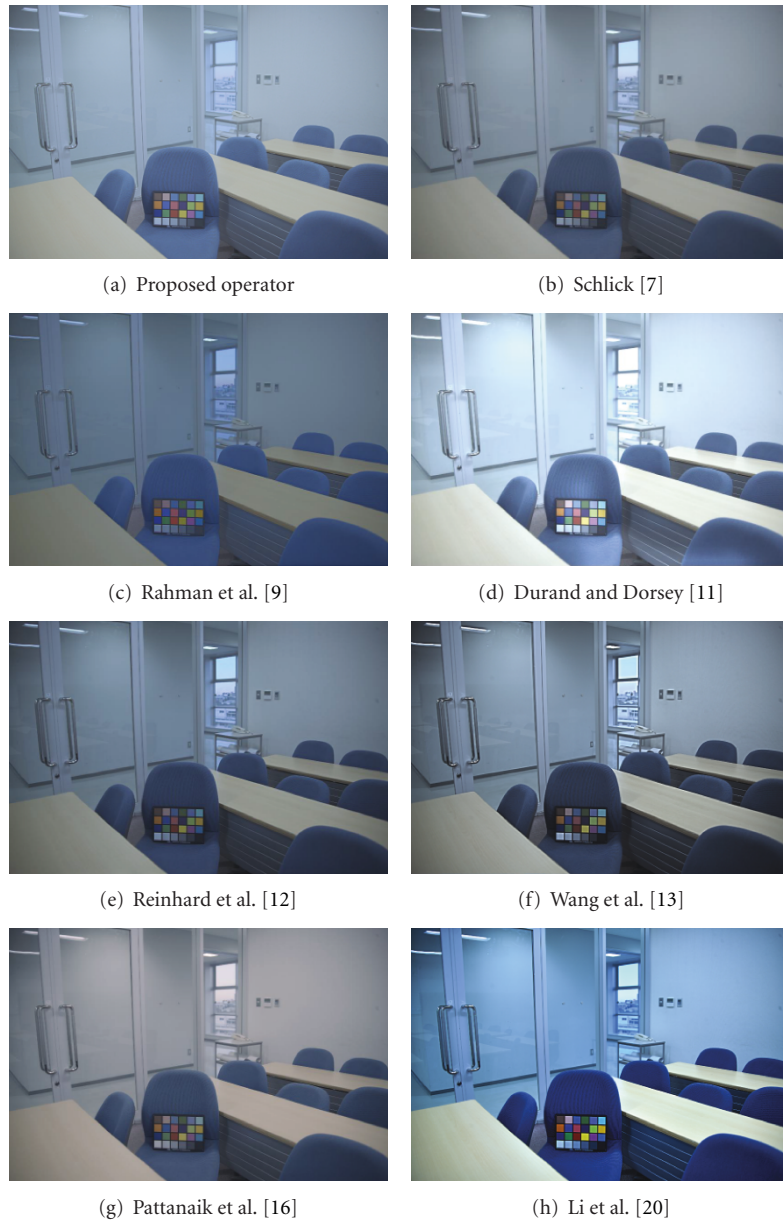 (a) Proposed operator
(b) Schlick [7]
(c) Rahman et al. [9]
(d) Durand and Dorsey [11]
(e) Reinhard et al. [12]
(f) Wang et al. [13]
(g) Pattanaik et al. [16]
(h) Li et al. [20]